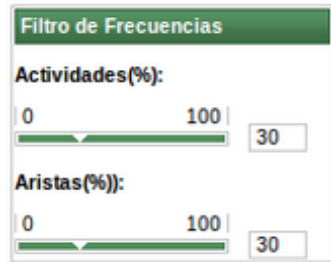 Filtro de Frecuencias
Actividades(%):
0 100
30
Aristas(%)):
0 100
30